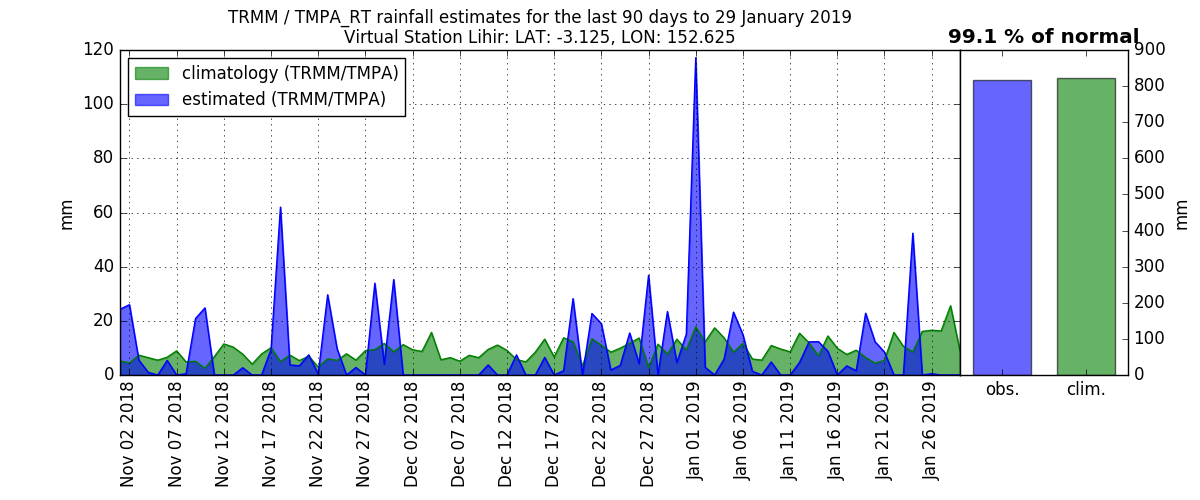 TRMM / TMPA_RT rainfall estimates for the last 90 days to 29 January 2019
Virtual Station Lihir: LAT: -3.125, LON: 152.625
99.1 % of normal
climatology (TRMM/TMPA)
estimated (TRMM/TMPA)
120
100
80
60
40
20
0
mm
Nov 02 2018
Nov 07 2018
Nov 12 2018
Nov 17 2018
Nov 22 2018
Nov 27 2018
Dec 02 2018
Dec 07 2018
Dec 12 2018
Dec 17 2018
Dec 22 2018
Dec 27 2018
Jan 01 2019
Jan 06 2019
Jan 11 2019
Jan 16 2019
Jan 21 2019
Jan 26 2019
obs.
clim.
900
800
700
600
500
400
300
200
100
0
mm